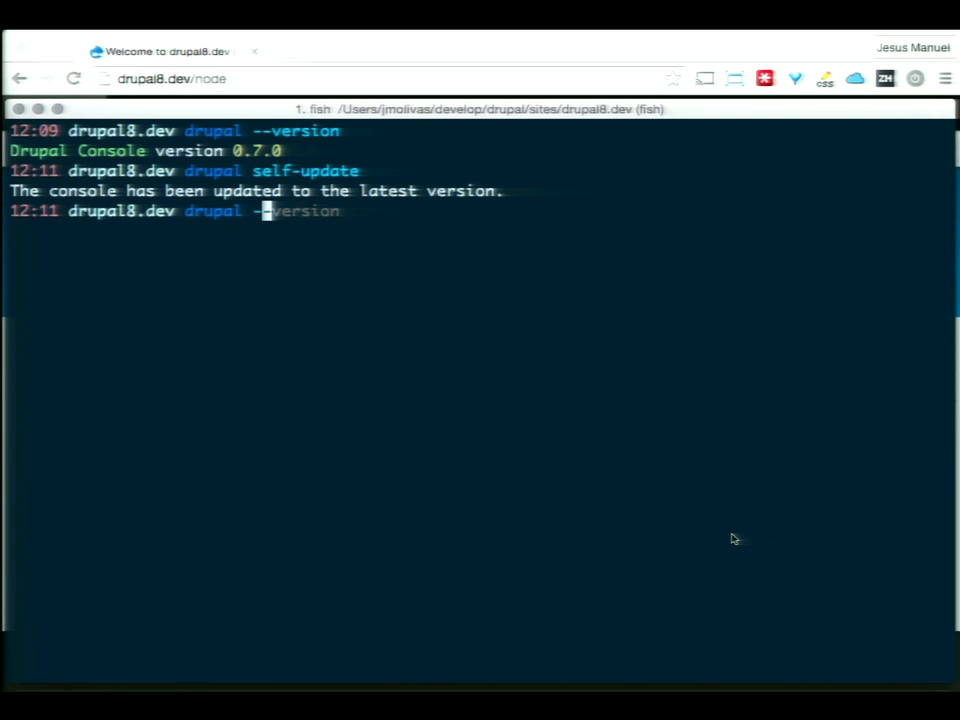 Welcome to drupal8.dev
Jesus Manuel
drupal8.dev/node
css
ZH
1. fish /Users/jmolivas/develop/drupal/sites/drupal8.dev (fish)
12:09 drupal8.dev drupal --version
Drupal Console version 0.7.0
12:11 drupal8.dev drupal self-update
The console has been updated to the latest version.
12:11 drupal8.dev drupal --version